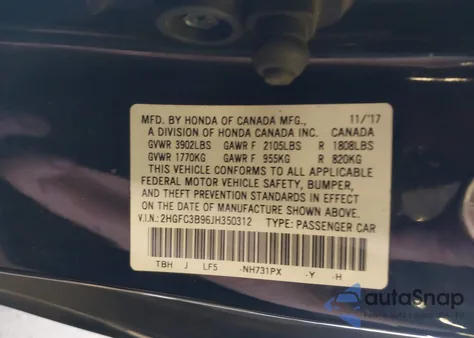 MFD. BY HONDA OF CANADA MFG., 11/'17
A DIVISION OF HONDA CANADA INC. CANADA
GVWR 3902LBS GAWR F 2105LBS R 1808LBS
GVWR 1770KG GAWR F 955KG R 820KG
THIS VEHICLE CONFORMS TO ALL APPLICABLE
FEDERAL MOTOR VEHICLE SAFETY, BUMPER,
AND THEFT PREVENTION STANDARDS IN EFFECT
ON THE DATE OF MANUFACTURE SHOWN ABOVE.
V.I.N.: 2HGFC3B96JH350312 TYPE: PASSENGER CAR
TBH J LF5 -NH731PX -Y -H
autaSnap